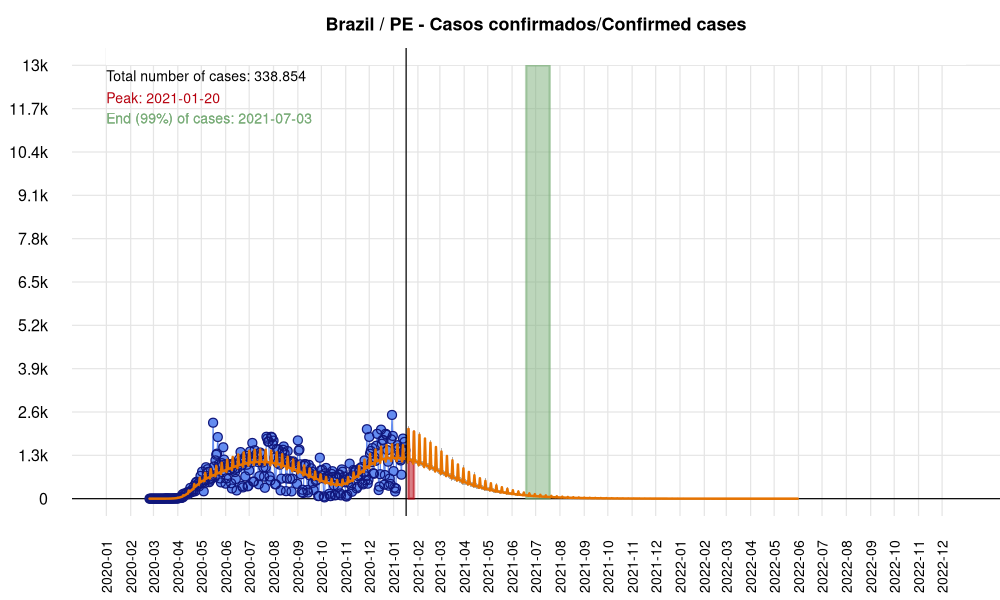 Brazil / PE - Casos confirmados/Confirmed cases
Total number of cases: 338.854
Peak: 2021-01-20
End (99%) of cases: 2021-07-03
13k
11.7k
10.4k
9.1k
7.8k
6.5k
5.2k
3.9k
2.6k
1.3k
0
2020-01
2020-02
2020-03
2020-04
2020-05
2020-06
2020-07
2020-08
2020-09
2020-10
2020-11
2020-12
2021-01
2021-02
2021-03
2021-04
2021-05
2021-06
2021-07
2021-08
2021-09
2021-10
2021-11
2021-12
2022-01
2022-02
2022-03
2022-04
2022-05
2022-06
2022-07
2022-08
2022-09
2022-10
2022-11
2022-12